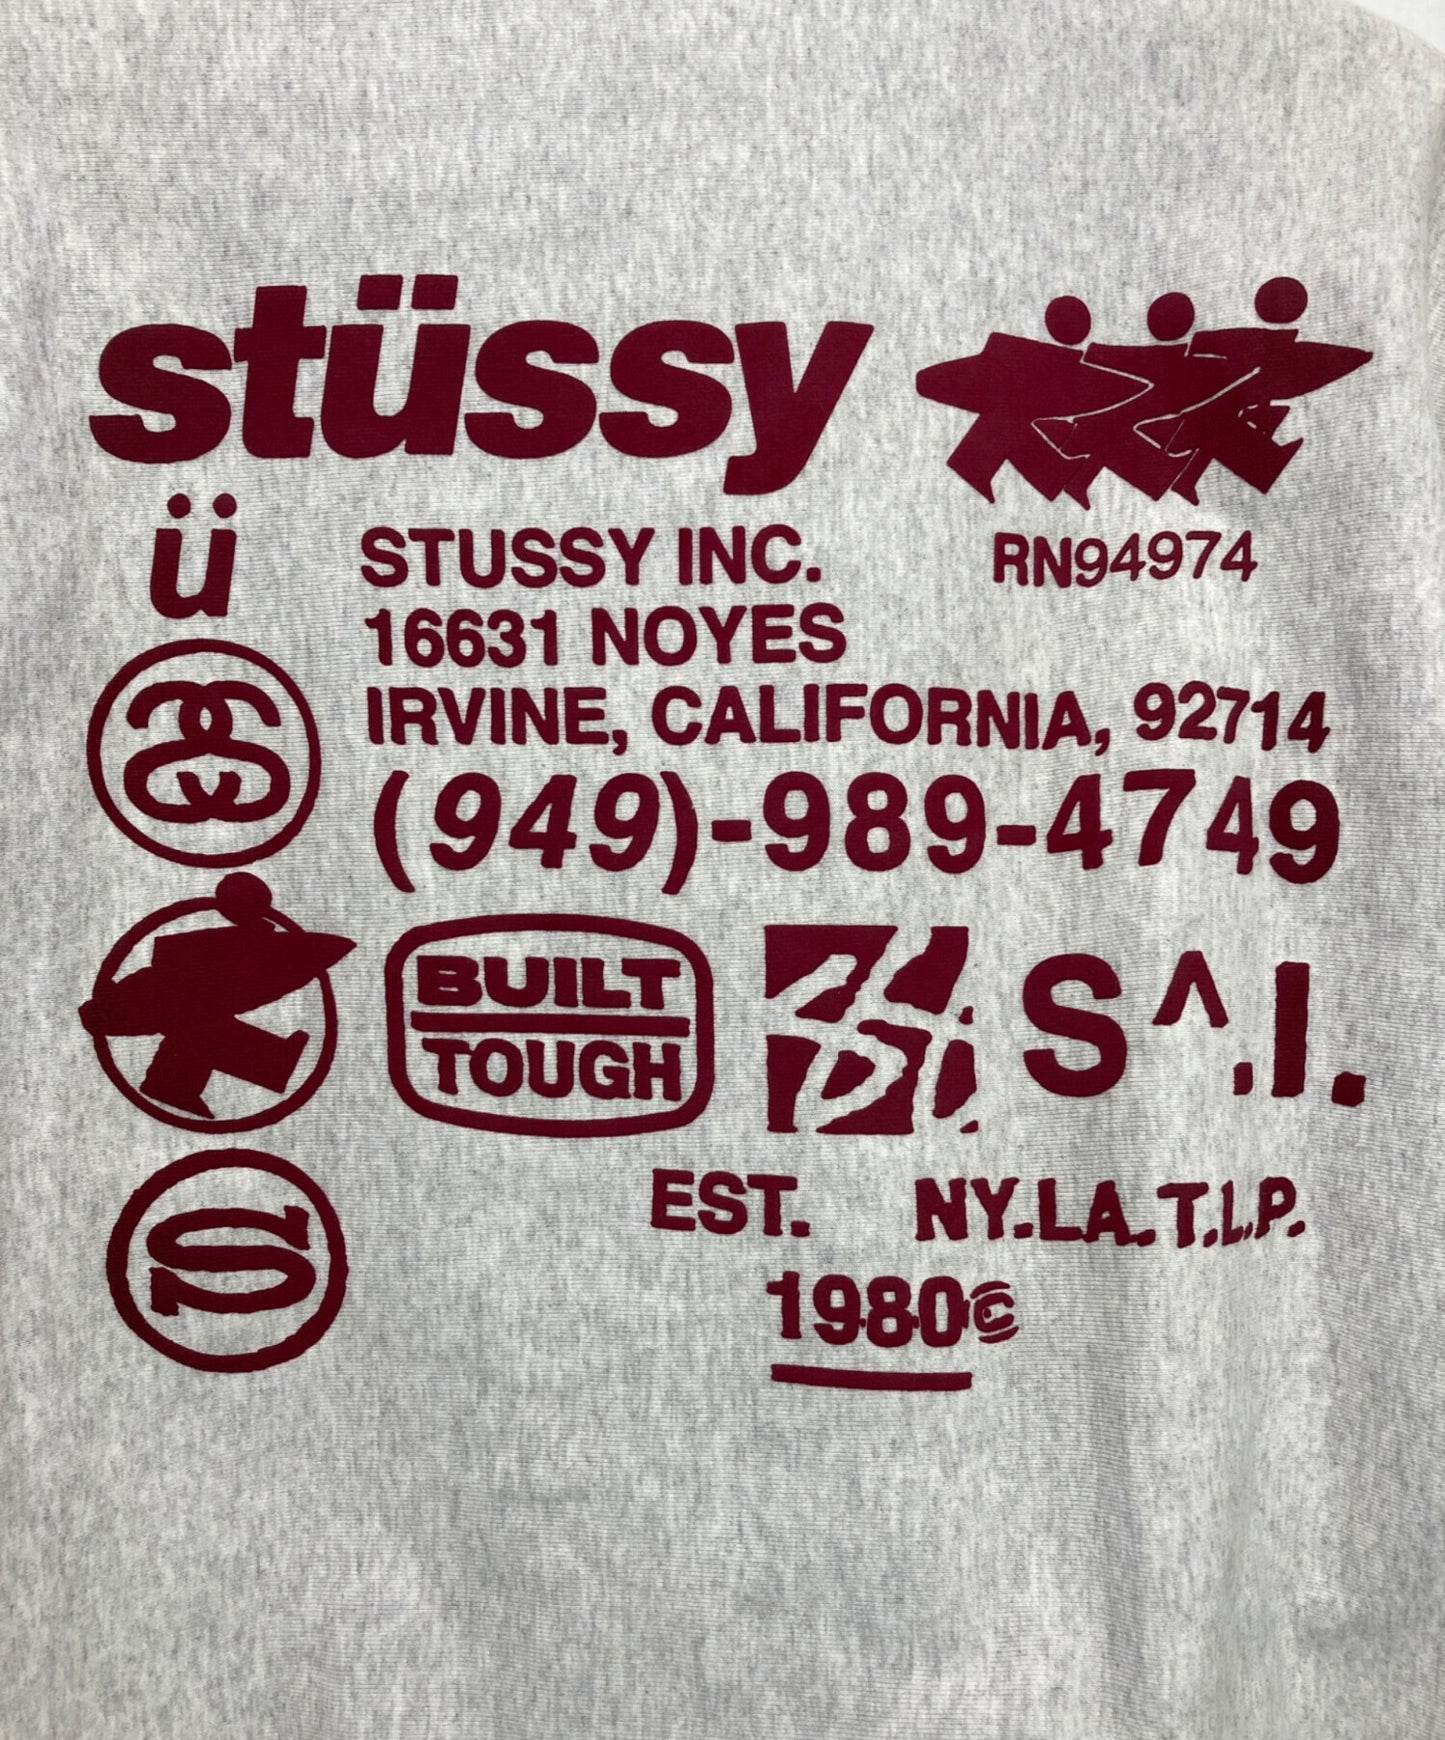 stüssy
RN94974
ü
STUSSY INC.
16631 NOYES
IRVINE, CALIFORNIA, 92714
(949)-989-4749
BUILT
TOUGH
S^.I.
EST. NY.LA.T.L.P.
1980©
S